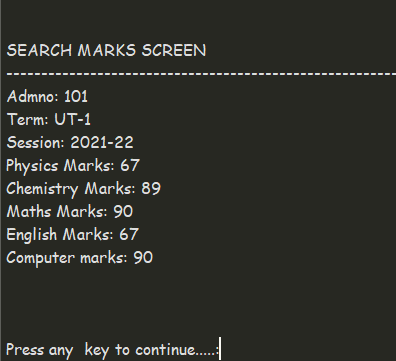 SEARCH MARKS SCREEN
------------------------------------------------------------
Admno: 101
Term: UT-1
Session: 2021-22
Physics Marks: 67
Chemistry Marks: 89
Maths Marks: 90
English Marks: 67
Computer marks: 90
Press any  key to continue.....: